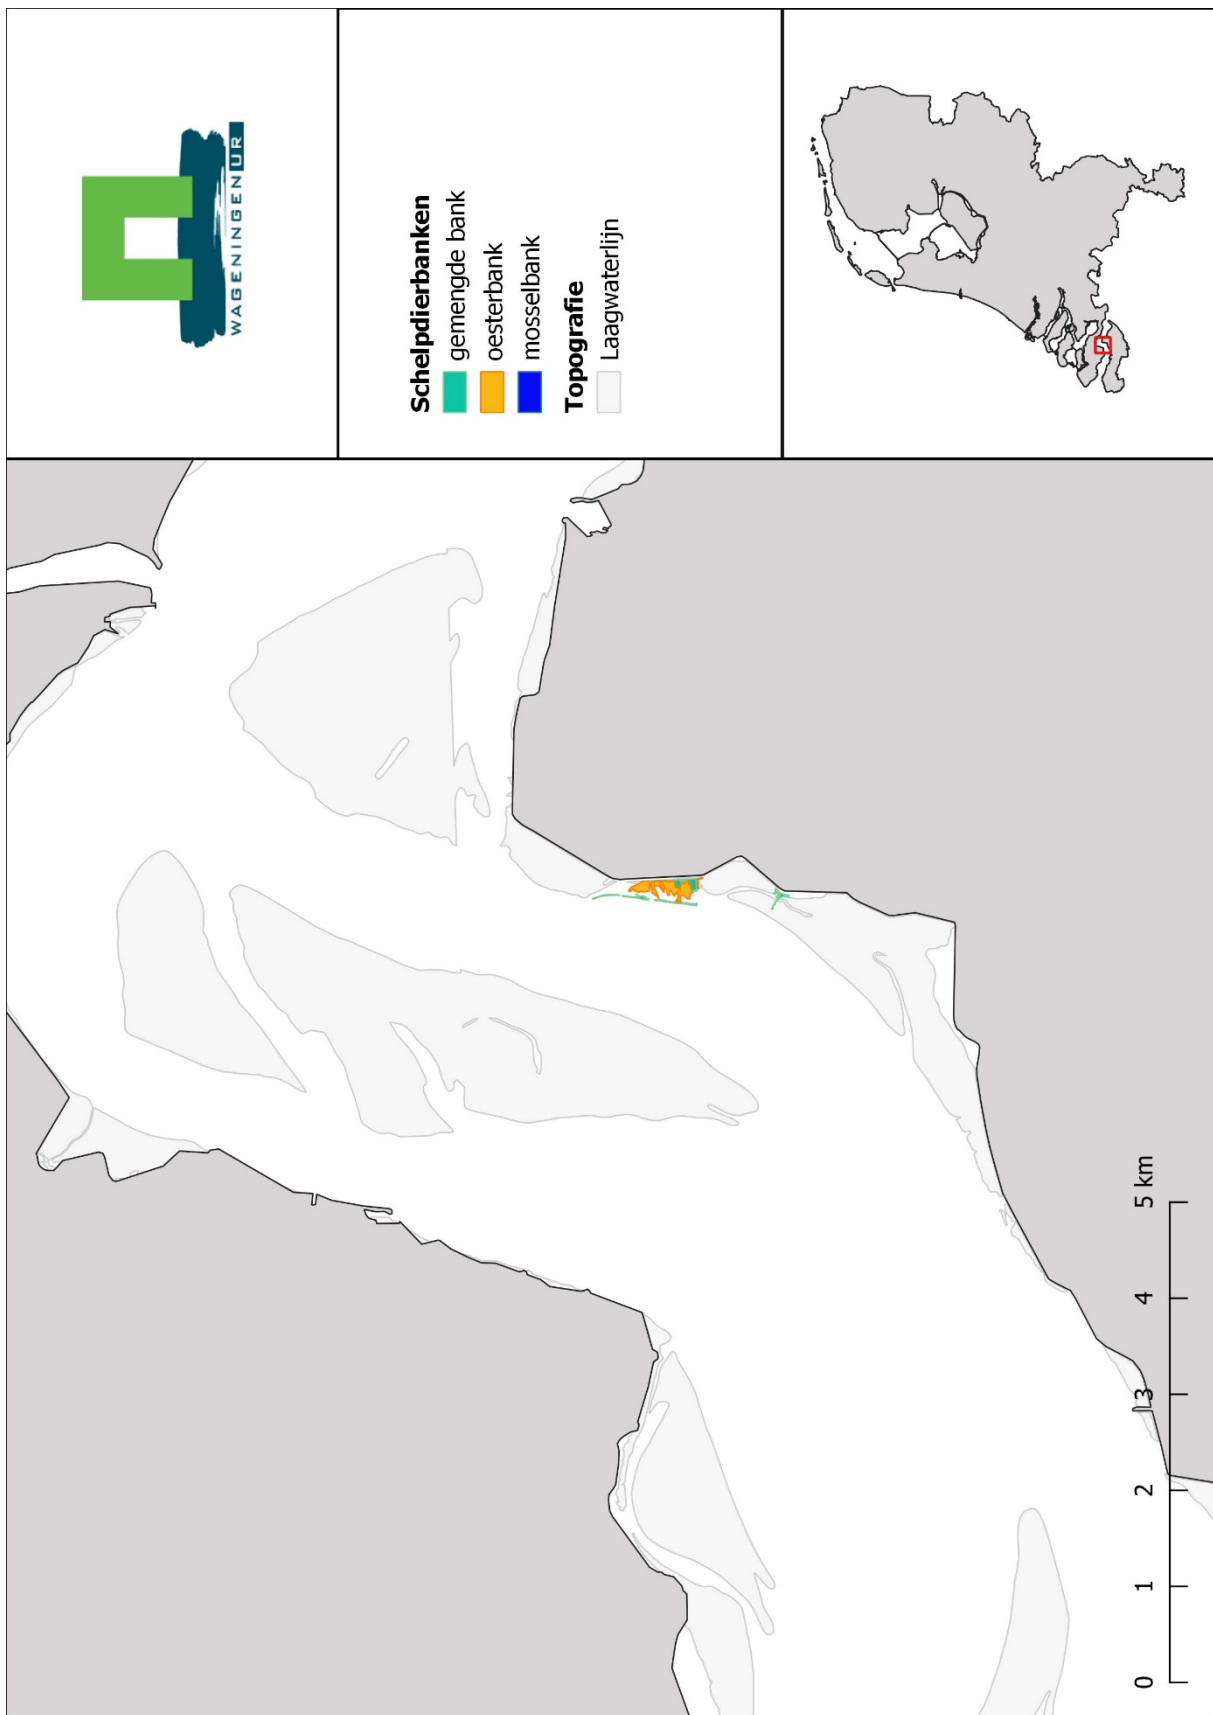 WAGENINGEN UR
Schelpdierbanken
gemengde bank
oesterbank
mosselbank
Topografie
Laagwaterlijn
0 1 2 3 4 5 km